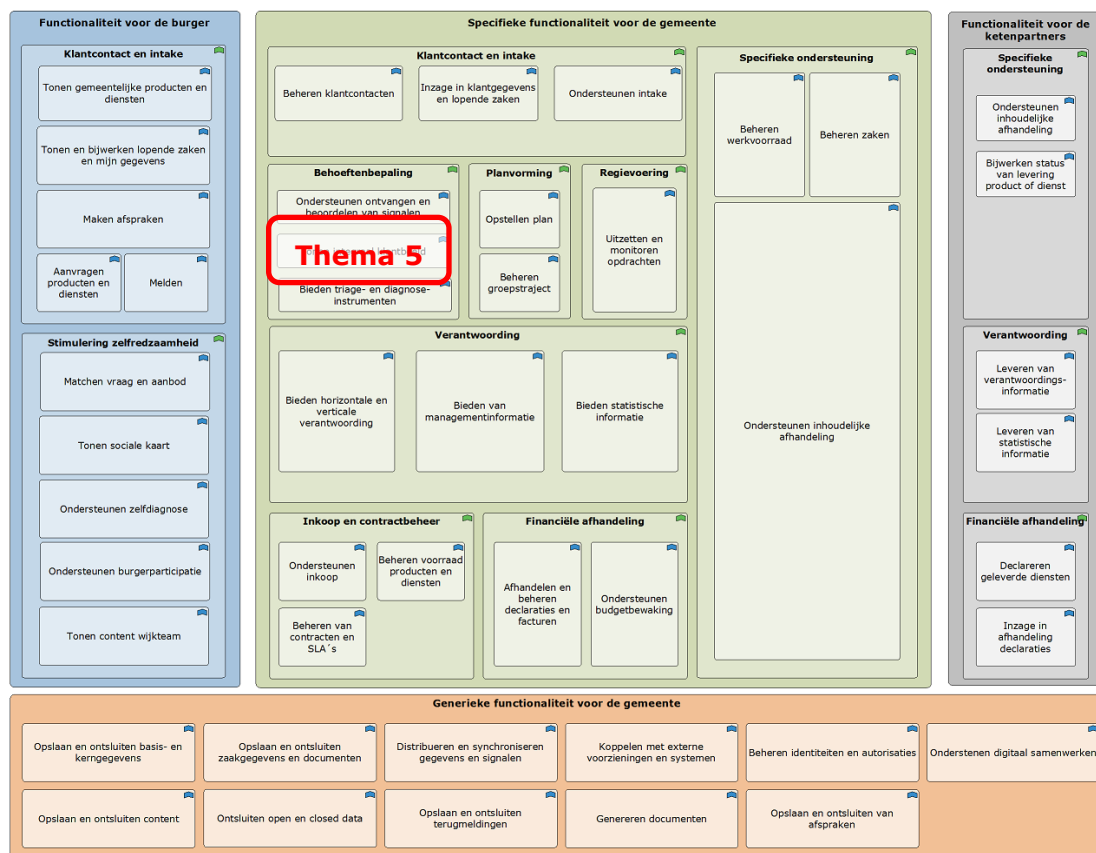 Functionaliteit voor de burger
Klantcontact en intake
Tonen gemeentelijke producten en
diensten
Tonen en bijwerken lopende zaken
en mijn gegevens
Maken afspraken
Aanvragen
producten en
diensten
Melden
Stimulering zelfredzaamheid
Matchen vraag en aanbod
Tonen sociale kaart
Ondersteunen zelfdiagnose
Ondersteunen burgerparticipatie
Tonen content wijkteam
Specifieke functionaliteit voor de gemeente
Klantcontact en intake
Beheren klantcontacten
Inzage in klantgegevens
en lopende zaken
Ondersteunen intake
Behoeftenbepaling
Ondersteunen ontvangen en
beoordelen van signalen
Thema 5
Bieden triage- en diagnose-
instrumenten
Planvorming
Opstellen plan
Beheren
groepstraject
Regievoering
Uitzetten en
monitoren
opdrachten
Verantwoording
Bieden horizontale en
verticale
verantwoording
Bieden van
managementinformatie
Bieden statistische
informatie
Inkoop en contractbeheer
Ondersteunen
inkoop
Beheren voorraad
producten en
diensten
Beheren van
contracten en
SLA´s
Financiële afhandeling
Afhandelen en
beheren
declaraties en
facturen
Ondersteunen
budgetbewaking
Specifieke ondersteuning
Beheren
werkvoorraad
Beheren zaken
Ondersteunen inhoudelijke
afhandeling
Functionaliteit voor de
ketenpartners
Specifieke
ondersteuning
Ondersteunen
inhoudelijke
afhandeling
Bijwerken status
van levering
product of dienst
Verantwoording
Leveren van
verantwoordings-
informatie
Leveren van
statistische
informatie
Financiële afhandeling
Declareren
geleverde diensten
Inzage in
afhandeling
declaraties
Generieke functionaliteit voor de gemeente
Opslaan en ontsluiten basis- en
kerngegevens
Opslaan en ontsluiten
zaakgegevens en documenten
Distribueren en synchroniseren
gegevens en signalen
Koppelen met externe
voorzieningen en systemen
Beheren identiteiten en autorisaties
Onderstenen digitaal samenwerken
Opslaan en ontsluiten content
Ontsluiten open en closed data
Opslaan en ontsluiten
terugmeldingen
Genereren documenten
Opslaan en ontsluiten van
afspraken